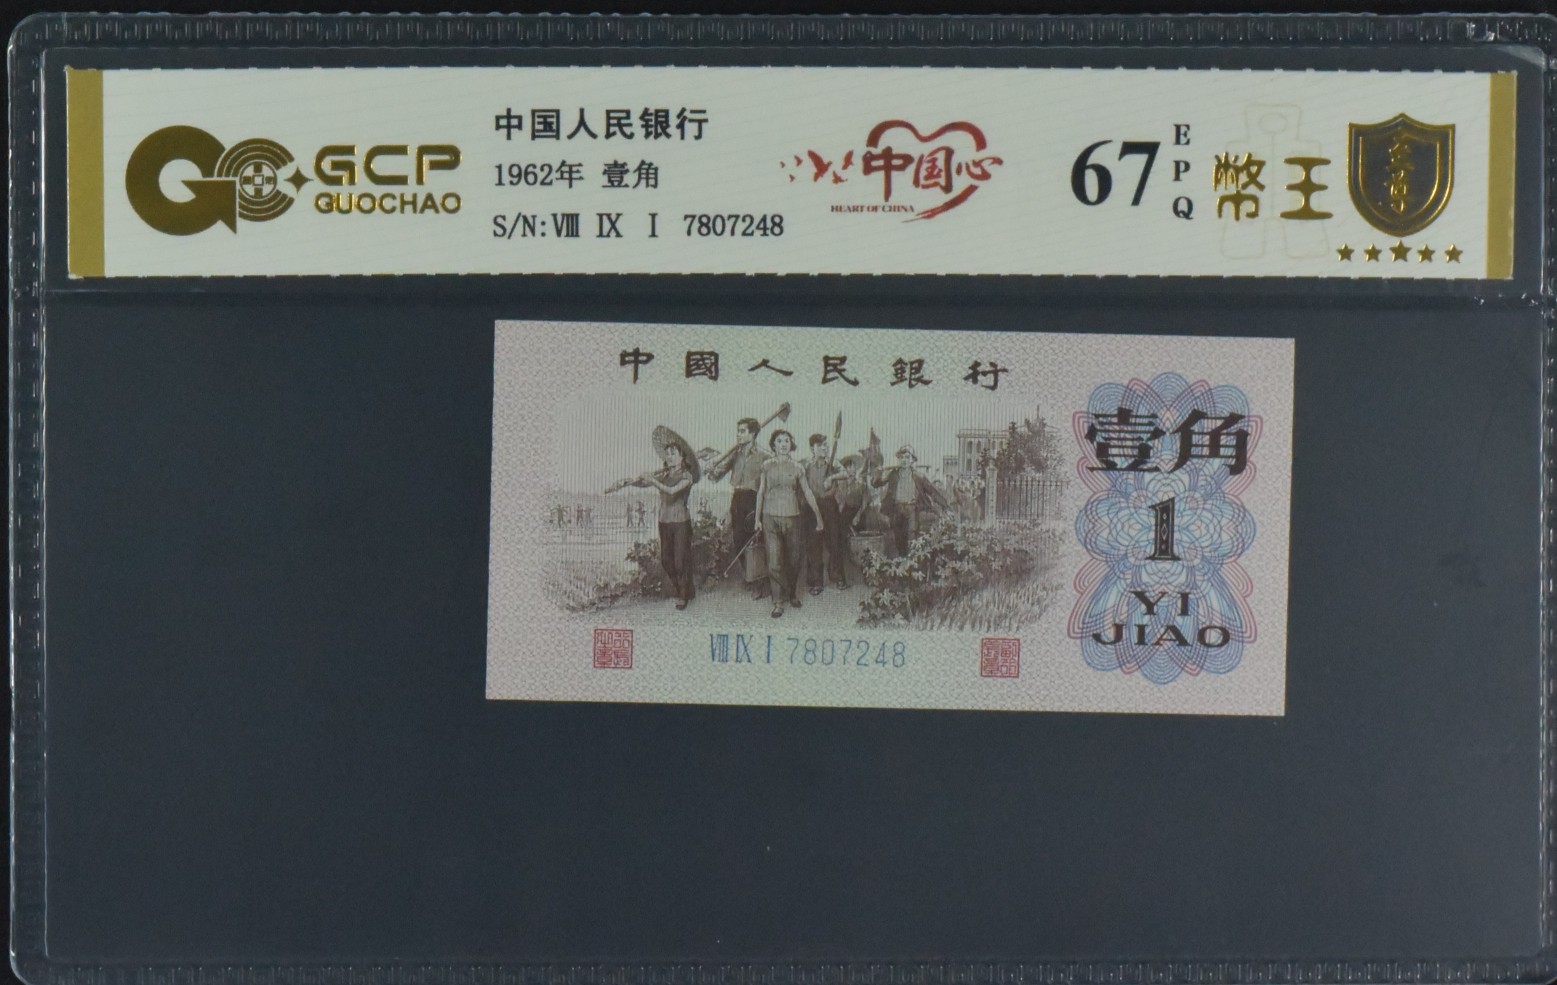 GCP
GUOCHAO
中国人民银行
1962年 壹角
S/N:Ⅷ Ⅸ Ⅰ 7807248
中国心
HEART OF CHINA
67
EPQ
幣王
中國人民銀行
壹角
1
YI
JIAO
Ⅷ Ⅸ Ⅰ 7807248